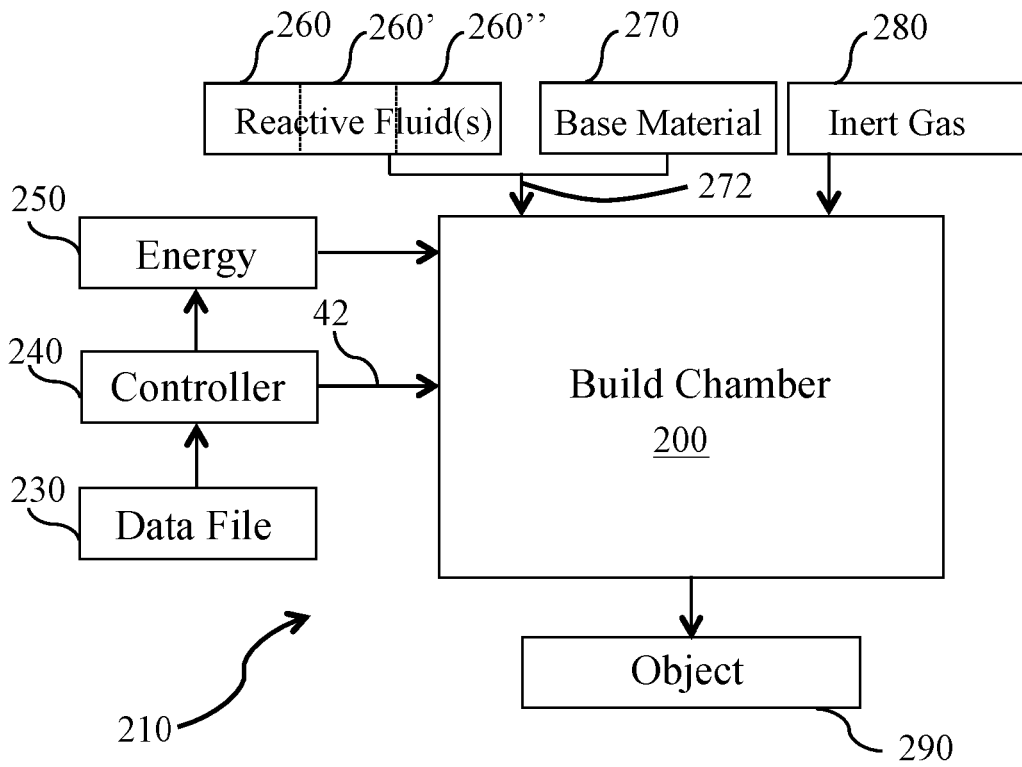 260 260’ 260’’ 270 280
Reactive Fluid(s) Base Material Inert Gas
272
250
Energy
42
240
Controller
Build Chamber
200
230
Data File
Object
210
290